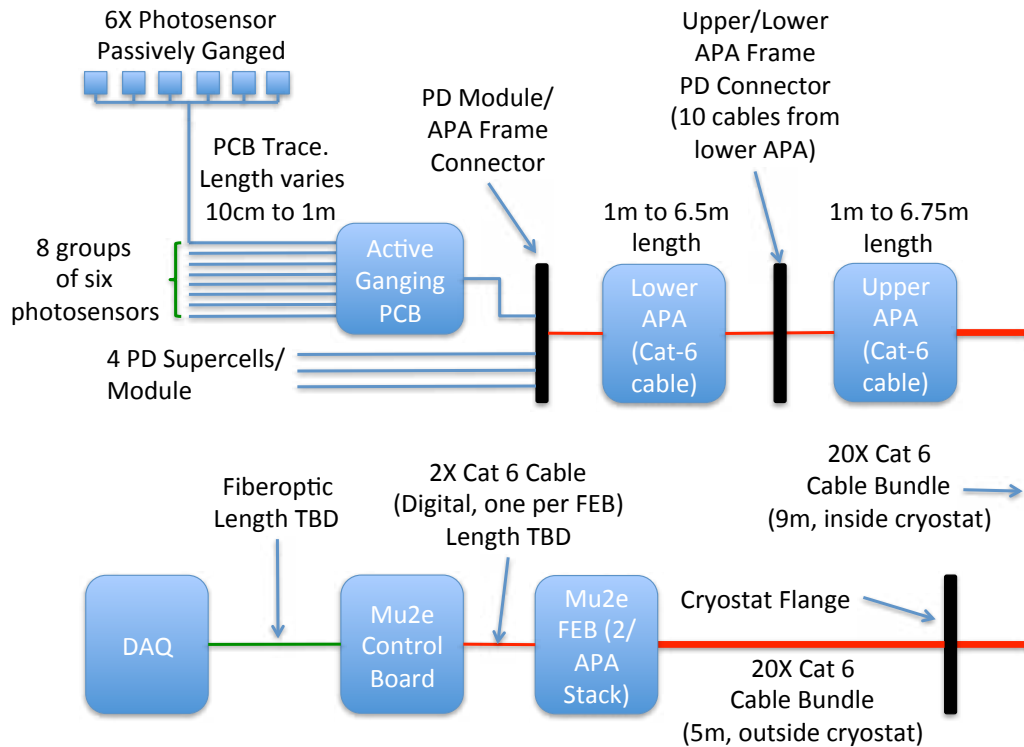 6X Photosensor
Passively Ganged
PCB Trace.
Length varies
10cm to 1m
8 groups
of six
photosensors
Active
Ganging
PCB
4 PD Supercells/
Module
PD Module/
APA Frame
Connector
Upper/Lower
APA Frame
PD Connector
(10 cables from
lower APA)
1m to 6.5m
length
Lower
APA
(Cat-6
cable)
1m to 6.75m
length
Upper
APA
(Cat-6
cable)
20X Cat 6
Cable Bundle
(9m, inside cryostat)
Fiberoptic
Length TBD
2X Cat 6 Cable
(Digital, one per FEB)
Length TBD
DAQ
Mu2e
Control
Board
Mu2e
FEB (2/
APA
Stack)
Cryostat Flange
20X Cat 6
Cable Bundle
(5m, outside cryostat)